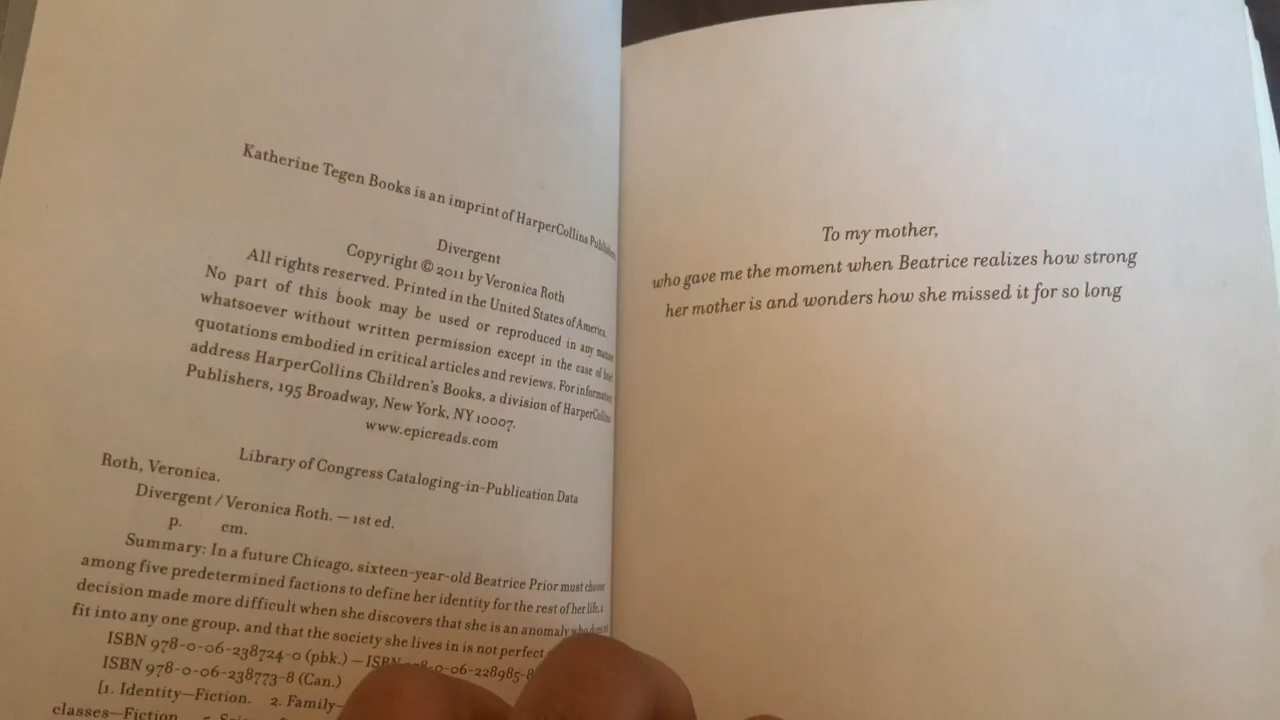 Katherine Tegen Books is an imprint of HarperCollins Publishers
Divergent
Copyright © 2011 by Veronica Roth
All rights reserved. Printed in the United States of America.
No part of this book may be used or reproduced in any manner
whatsoever without written permission except in the case of brief
quotations embodied in critical articles and reviews. For information
address HarperCollins Children's Books, a division of HarperCollins
Publishers, 195 Broadway, New York, NY 10007.
www.epicreads.com
Library of Congress Cataloging-in-Publication Data
Roth, Veronica.
Divergent / Veronica Roth. — 1st ed.
p. cm.
Summary: In a future Chicago, sixteen-year-old Beatrice Prior must choose
among five predetermined factions to define her identity for the rest of her life, a
decision made more difficult when she discovers that she is an anomaly who does not
fit into any one group, and that the society she lives in is not perfect
ISBN 978-0-06-238724-0 (pbk.) — ISBN 978-0-06-228985-8
ISBN 978-0-06-238773-8 (Can.)
[1. Identity—Fiction. 2. Family—
classes—Fiction.
To my mother,
who gave me the moment when Beatrice realizes how strong
her mother is and wonders how she missed it for so long